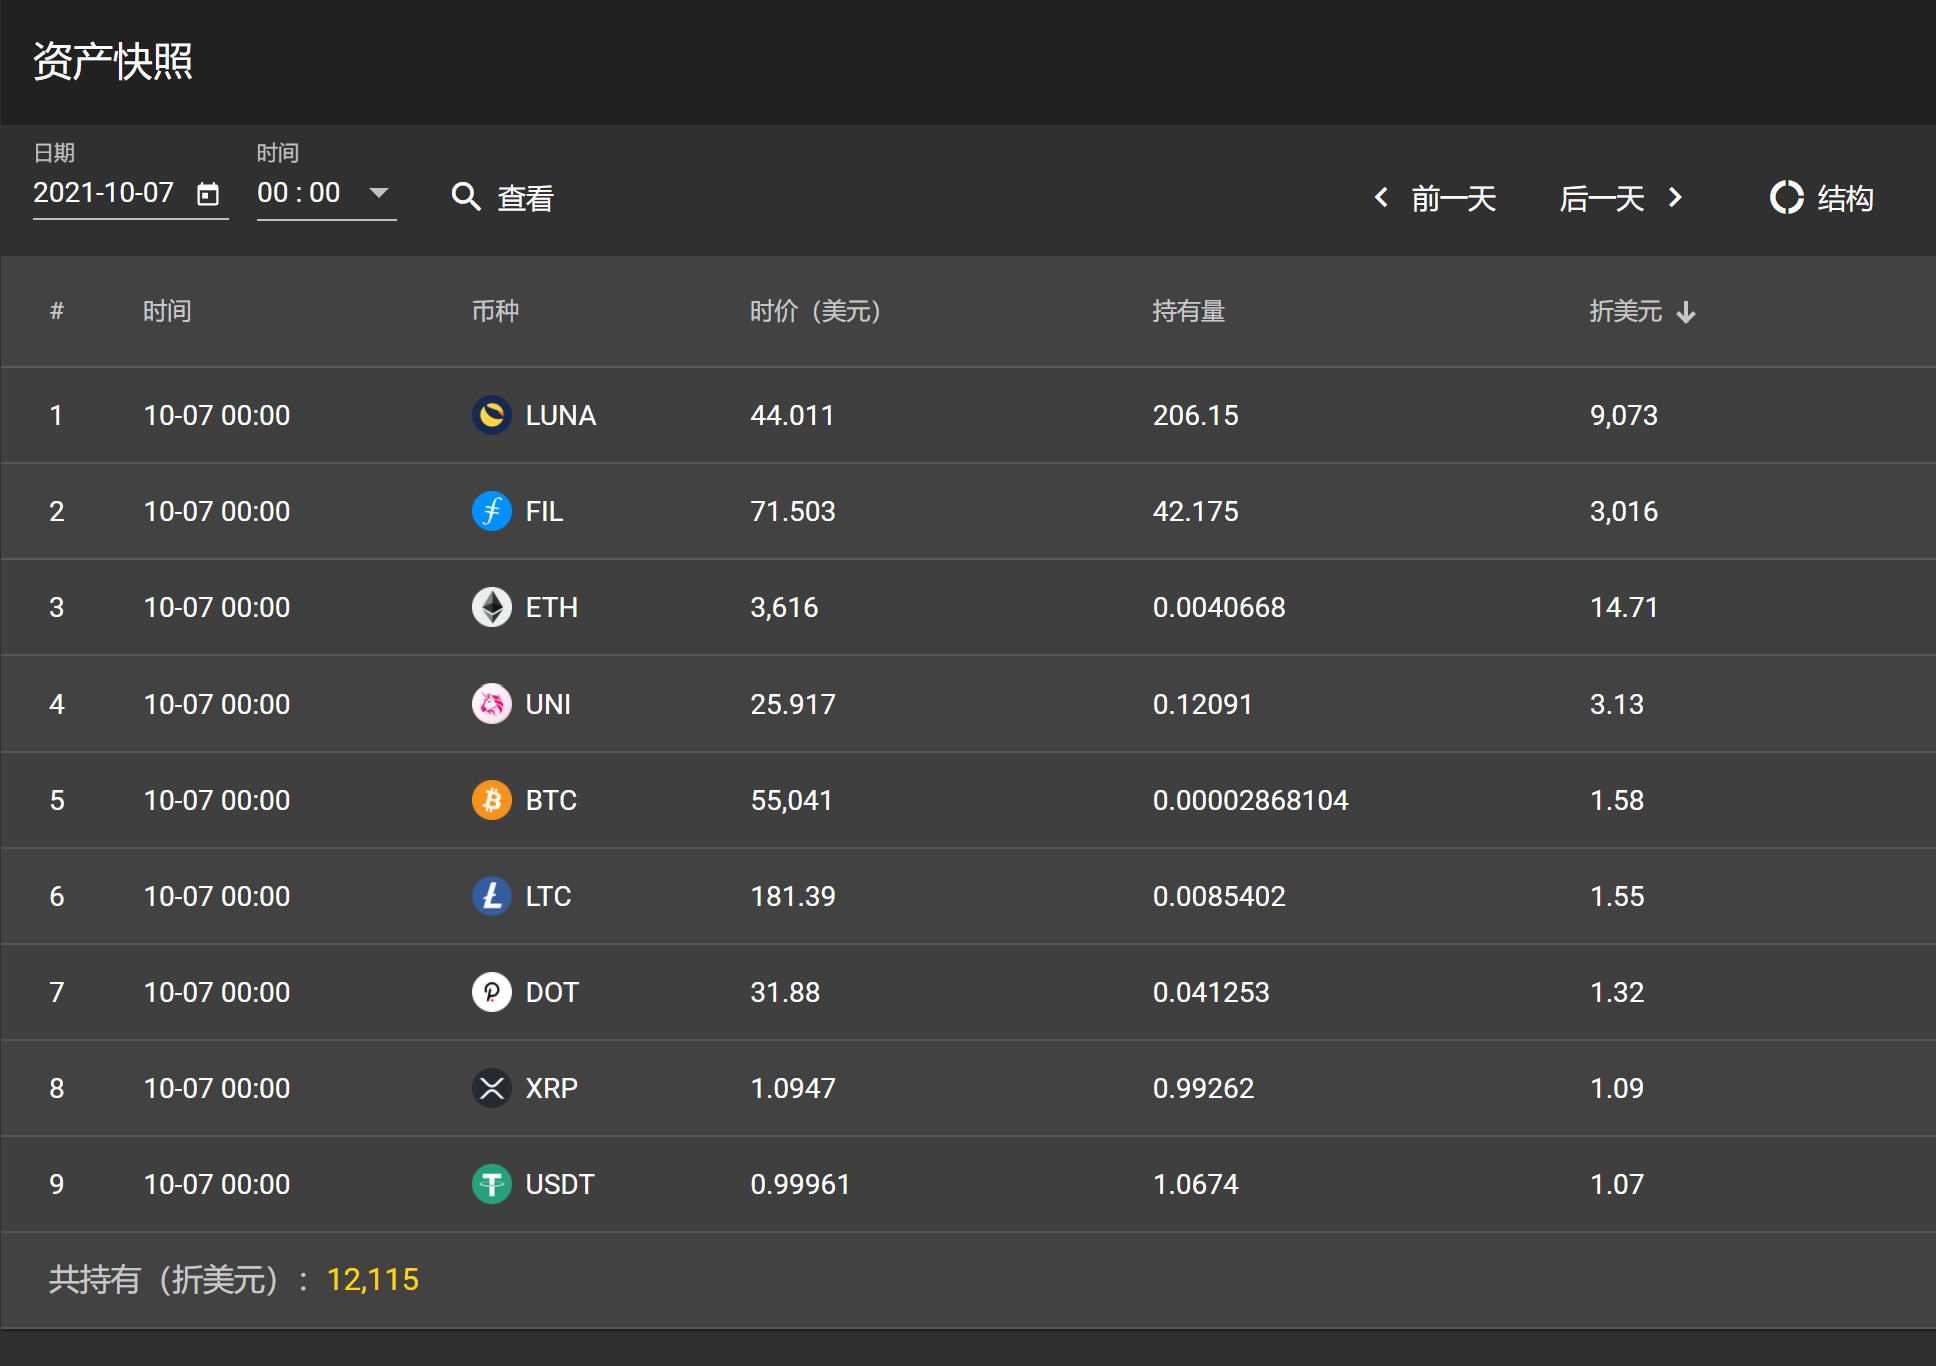 资产快照
日期 时间
2021-10-07 00 : 00 查看 前一天 后一天 结构
# 时间 币种 时价（美元） 持有量 折美元
1 10-07 00:00 LUNA 44.011 206.15 9,073
2 10-07 00:00 FIL 71.503 42.175 3,016
3 10-07 00:00 ETH 3,616 0.0040668 14.71
4 10-07 00:00 UNI 25.917 0.12091 3.13
5 10-07 00:00 BTC 55,041 0.00002868104 1.58
6 10-07 00:00 LTC 181.39 0.0085402 1.55
7 10-07 00:00 DOT 31.88 0.041253 1.32
8 10-07 00:00 XRP 1.0947 0.99262 1.09
9 10-07 00:00 USDT 0.99961 1.0674 1.07
共持有（折美元）: 12,115